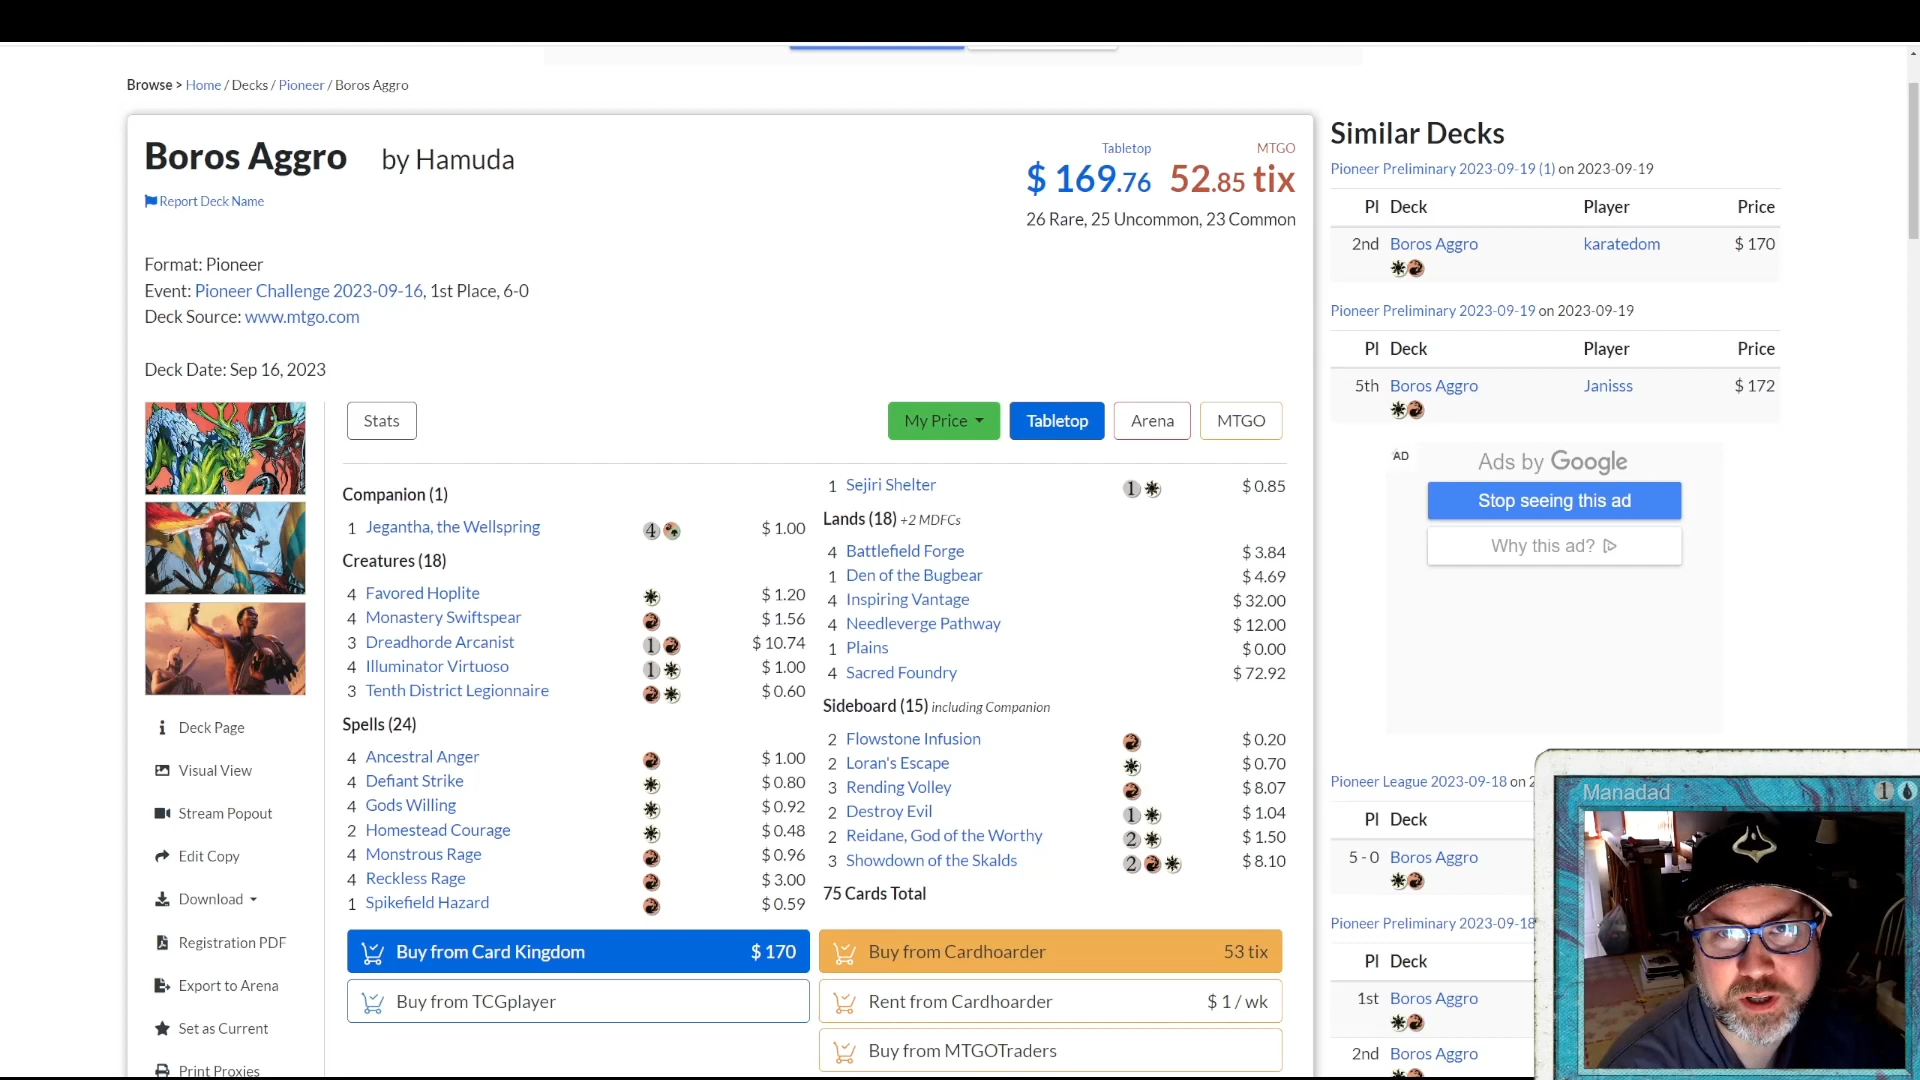 Browse > Home / Decks / Pioneer / Boros Aggro
Boros Aggro by Hamuda
Report Deck Name
Tabletop
$ 169.76
MTGO
52.85 tix
26 Rare, 25 Uncommon, 23 Common
Format: Pioneer
Event: Pioneer Challenge 2023-09-16, 1st Place, 6-0
Deck Source: www.mtgo.com
Deck Date: Sep 16, 2023
Stats
My Price
Tabletop
Arena
MTGO
Deck Page
Visual View
Stream Popout
Edit Copy
Download
Registration PDF
Export to Arena
Set as Current
Print Proxies
Companion (1)
1 Jegantha, the Wellspring 4 $ 1.00
Creatures (18)
4 Favored Hoplite $ 1.20
4 Monastery Swiftspear $ 1.56
3 Dreadhorde Arcanist 1 $ 10.74
4 Illuminator Virtuoso 1 $ 1.00
3 Tenth District Legionnaire $ 0.60
Spells (24)
4 Ancestral Anger $ 1.00
4 Defiant Strike $ 0.80
4 Gods Willing $ 0.92
2 Homestead Courage $ 0.48
4 Monstrous Rage $ 0.96
4 Reckless Rage $ 3.00
1 Spikefield Hazard $ 0.59
1 Sejiri Shelter 1 $ 0.85
Lands (18) +2 MDFCs
4 Battlefield Forge $ 3.84
1 Den of the Bugbear $ 4.69
4 Inspiring Vantage $ 32.00
4 Needleverge Pathway $ 12.00
1 Plains $ 0.00
4 Sacred Foundry $ 72.92
Sideboard (15) including Companion
2 Flowstone Infusion $ 0.20
2 Loran's Escape $ 0.70
3 Rending Volley $ 8.07
2 Destroy Evil 1 $ 1.04
2 Reidane, God of the Worthy 2 $ 1.50
3 Showdown of the Skalds 2 $ 8.10
75 Cards Total
Buy from Card Kingdom $ 170
Buy from TCGplayer
Buy from Cardhoarder 53 tix
Rent from Cardhoarder $ 1 / wk
Buy from MTGOTraders
Similar Decks
Pioneer Preliminary 2023-09-19 (1) on 2023-09-19
Pl Deck Player Price
2nd Boros Aggro karatedom $ 170
Pioneer Preliminary 2023-09-19 on 2023-09-19
Pl Deck Player Price
5th Boros Aggro Janisss $ 172
AD
Ads by Google
Stop seeing this ad
Why this ad?
Pioneer League 2023-09-18 on 2
Pl Deck
5 - 0 Boros Aggro
Pioneer Preliminary 2023-09-18
Pl Deck
1st Boros Aggro
2nd Boros Aggro
Manadad 1